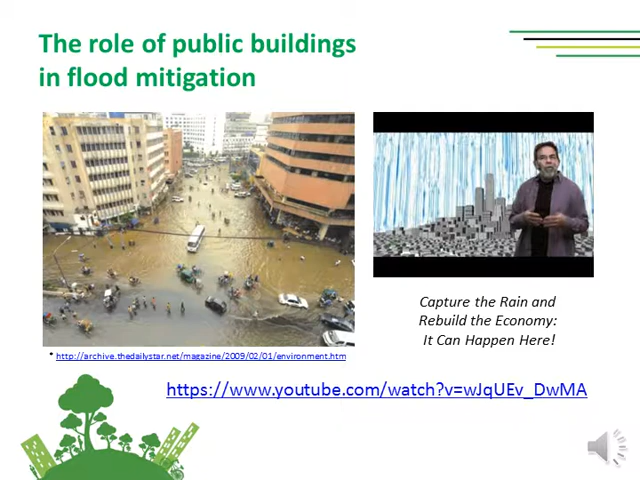 The role of public buildings
in flood mitigation
Capture the Rain and
Rebuild the Economy:
It Can Happen Here!
* http://archive.thedailystar.net/magazine/2009/02/01/environment.htm
https://www.youtube.com/watch?v=wJqUEv_DwMA